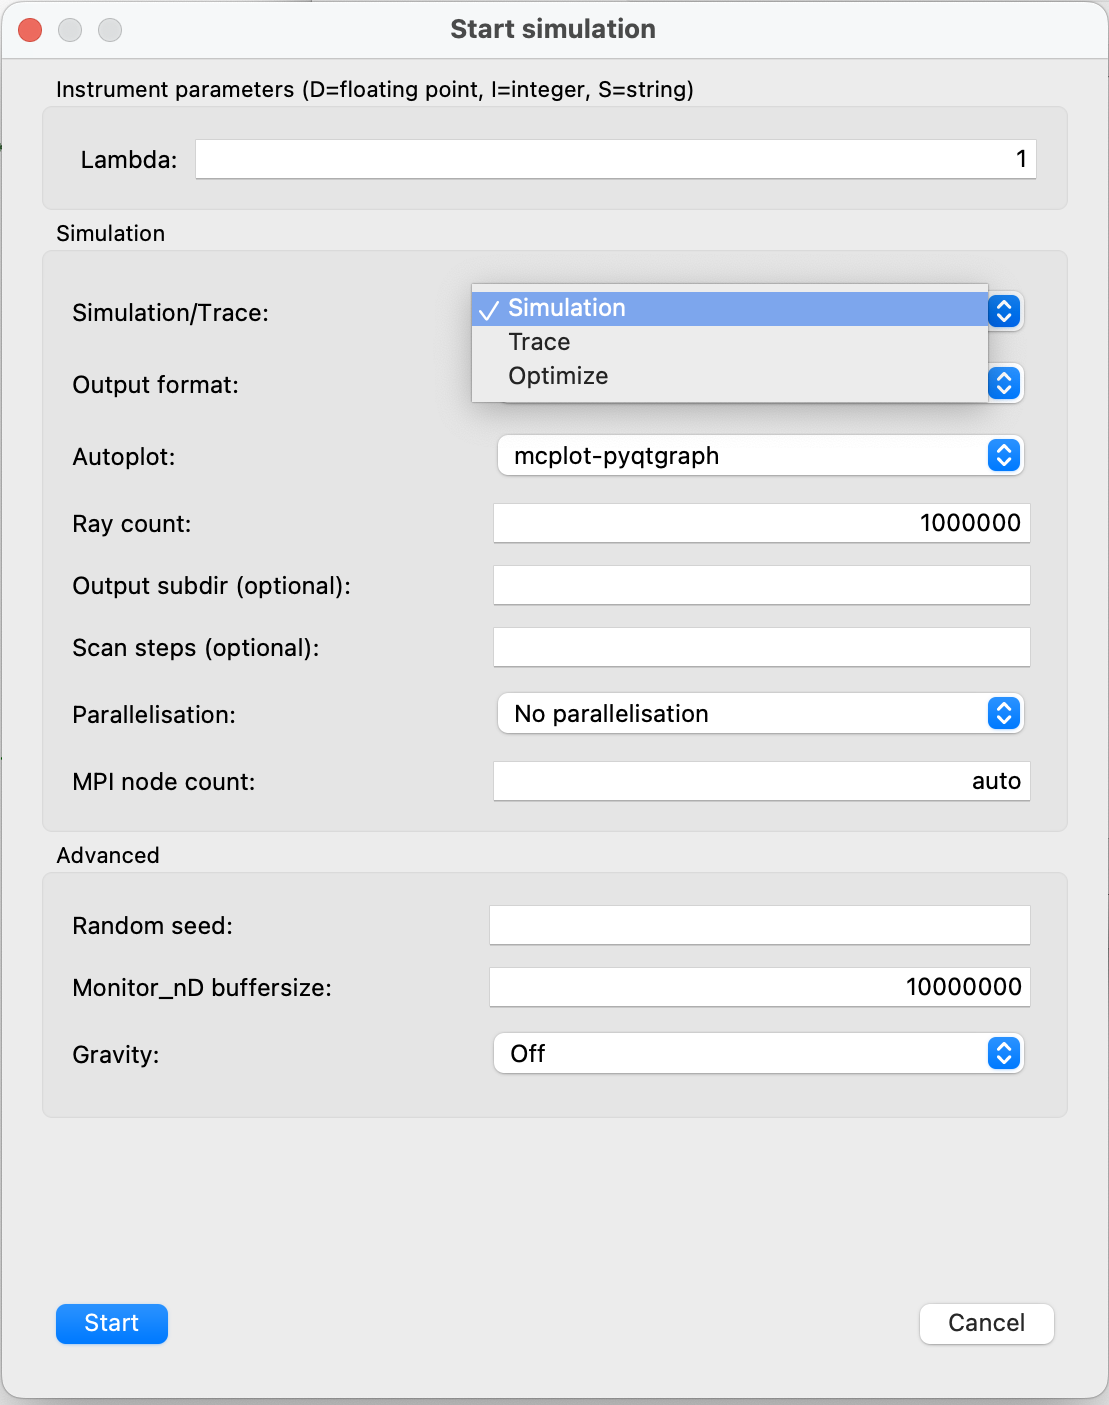 Start simulation
Instrument parameters (D=floating point, I=integer, S=string)
Lambda: 1
Simulation
Simulation/Trace: Simulation
Trace
Output format: Optimize
Autoplot: mcplot-pyqtgraph
Ray count: 1000000
Output subdir (optional):
Scan steps (optional):
Parallelisation: No parallelisation
MPI node count: auto
Advanced
Random seed:
Monitor_nD buffersize: 10000000
Gravity: Off
Start Cancel